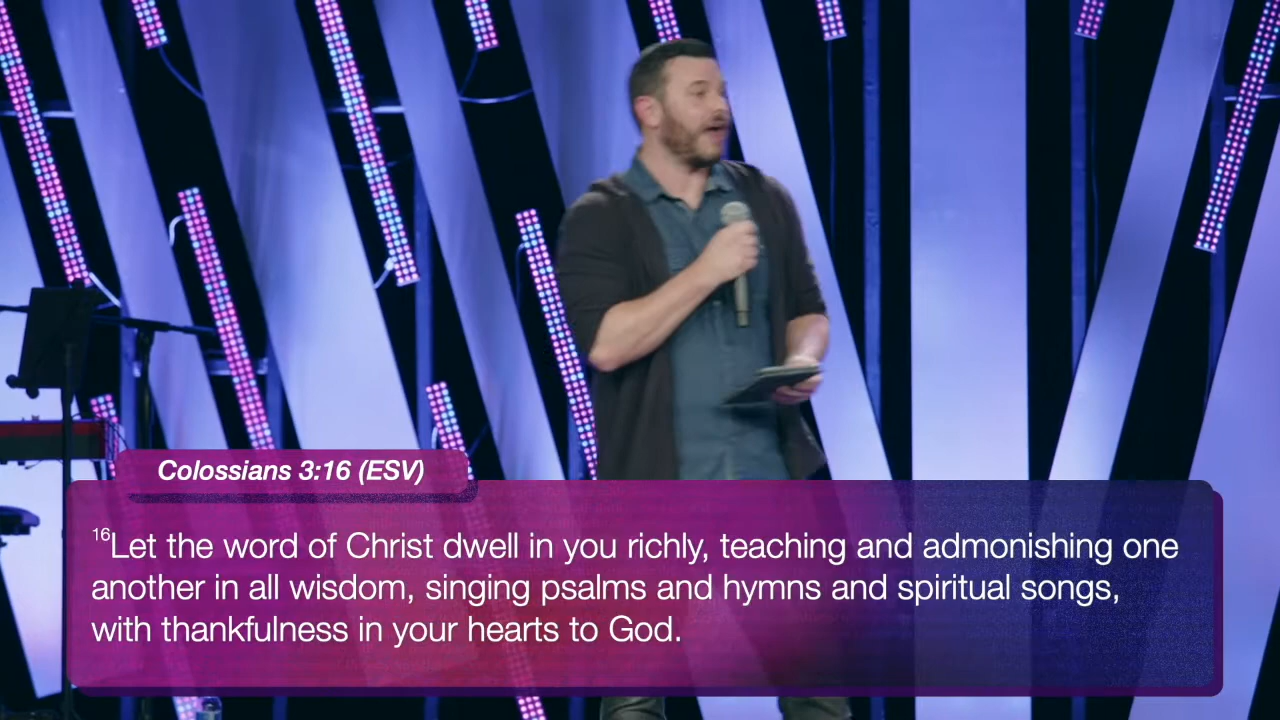 Colossians 3:16 (ESV)
16Let the word of Christ dwell in you richly, teaching and admonishing one
another in all wisdom, singing psalms and hymns and spiritual songs,
with thankfulness in your hearts to God.